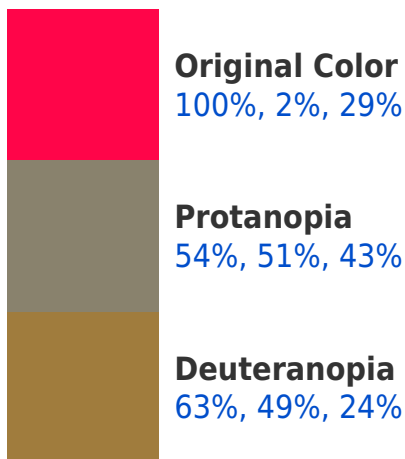 Original Color
100%, 2%, 29%
Protanopia
54%, 51%, 43%
Deuteranopia
63%, 49%, 24%